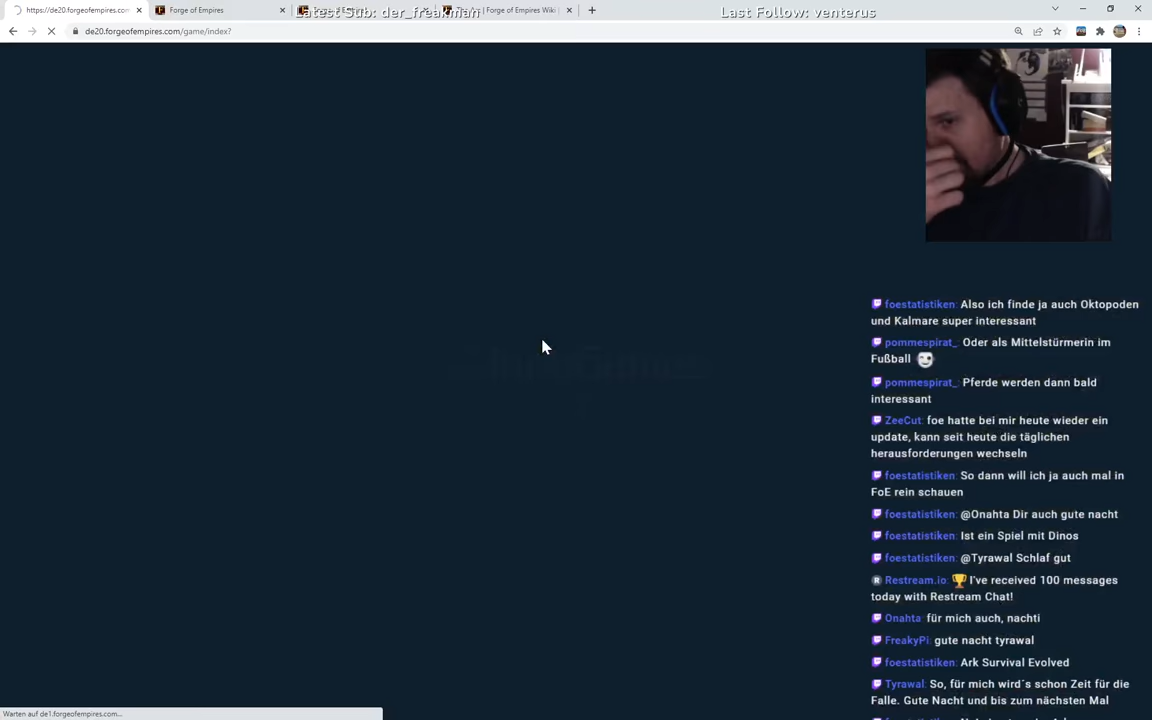 https://de20.forgeofempires.com
Forge of Empires
Latest Sub: der_freakman
| Forge of Empires Wiki
Last Follow: venterus
de20.forgeofempires.com/game/index?
foestatistiken: Also ich finde ja auch Oktopoden
und Kalmare super interessant
pommespirat_: Oder als Mittelstürmerin im
Fußball
pommespirat_: Pferde werden dann bald
interessant
ZeeCut: foe hatte bei mir heute wieder ein
update, kann seit heute die täglichen
herausforderungen wechseln
foestatistiken: So dann will ich ja auch mal in
FoE rein schauen
foestatistiken: @Onahta Dir auch gute nacht
foestatistiken: Ist ein Spiel mit Dinos
foestatistiken: @Tyrawal Schlaf gut
R Restream.io: 🏆 I've received 100 messages
today with Restream Chat!
Onahta: für mich auch, nachti
FreakyPi: gute nacht tyrawal
foestatistiken: Ark Survival Evolved
Tyrawal: So, für mich wird´s schon Zeit für die
Falle. Gute Nacht und bis zum nächsten Mal
Warten auf de1.forgeofempires.com...